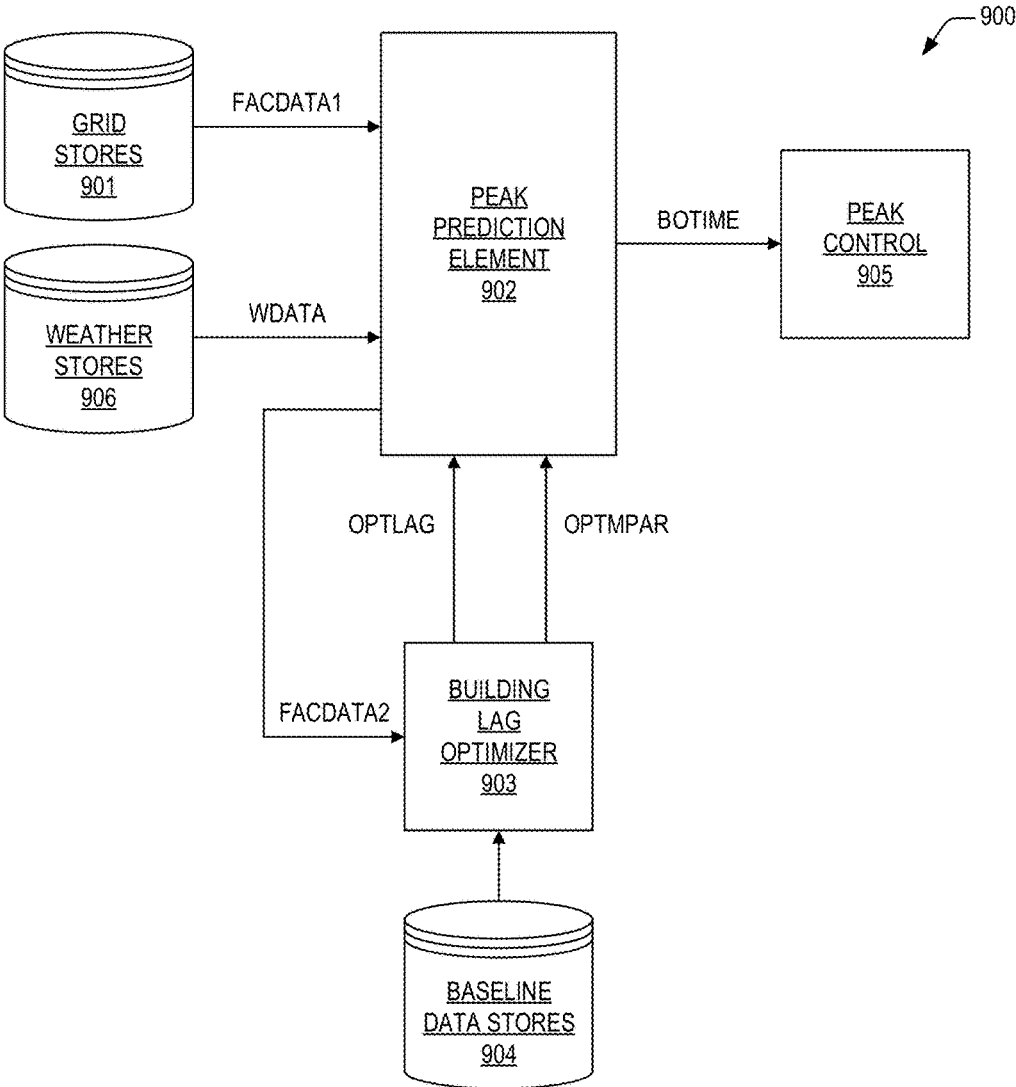 900
GRID
STORES
901
FACDATA1
PEAK
PREDICTION
ELEMENT
902
BOTIME
PEAK
CONTROL
905
WEATHER
STORES
906
WDATA
OPTLAG
OPTMPAR
FACDATA2
BUILDING
LAG
OPTIMIZER
903
BASELINE
DATA STORES
904